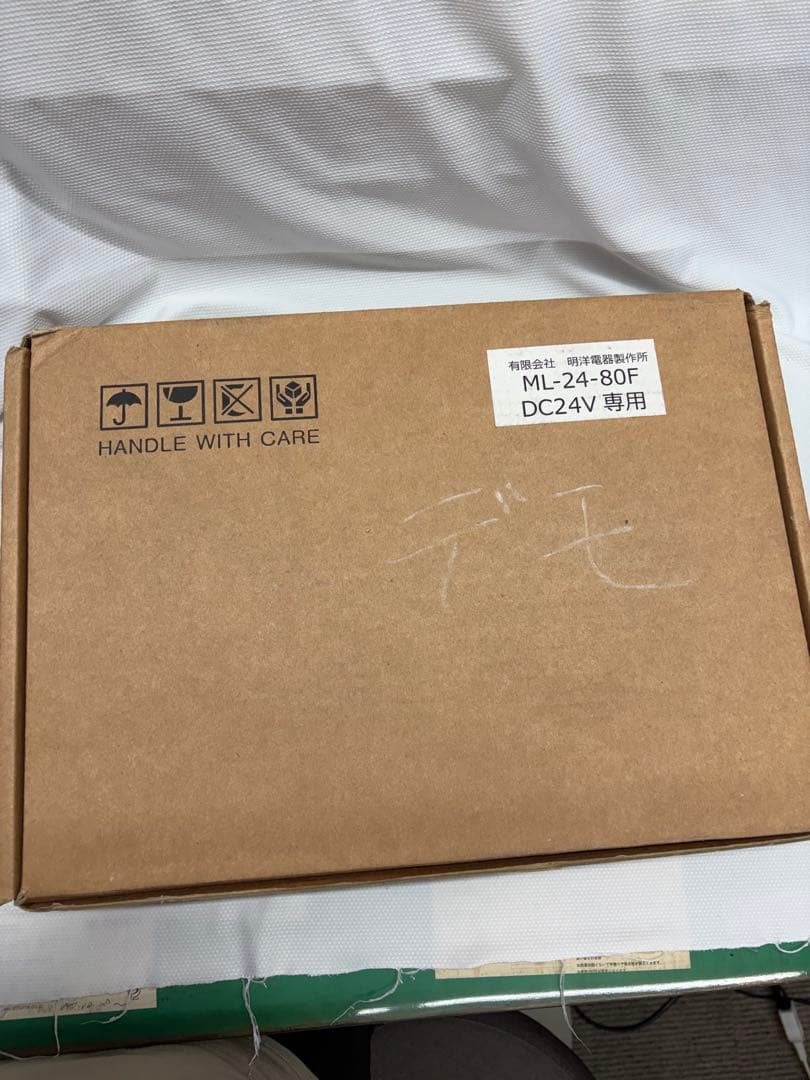 有限会社 明洋電器製作所
ML-24-80F
DC24V 専用
HANDLE WITH CARE
デモ